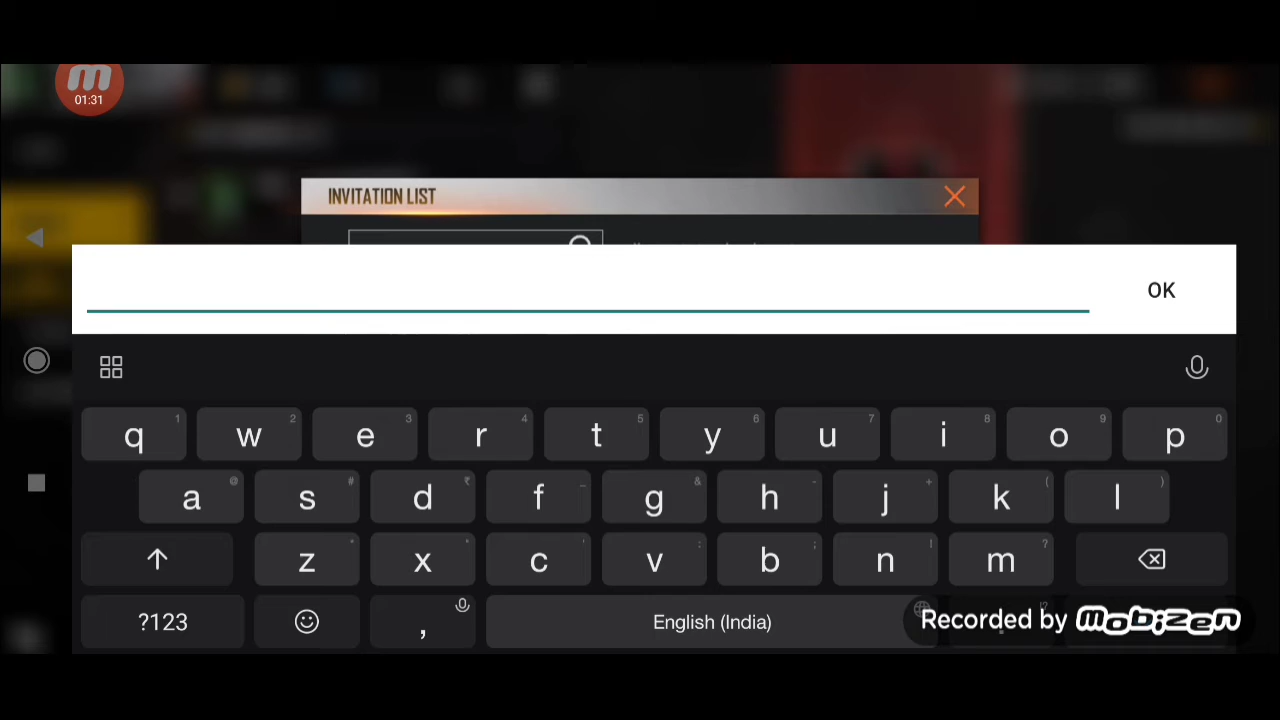 m
01:31
INVITATION LIST
OK
q 1 w 2 e 3 r 4 t 5 y 6 u 7 i 8 o 9 p 0
a @ s # d ₹ f _ g & h - j + k ( l )
z x c v : b ; n ! m ?
?123 , English (India)
Recorded by mobizen